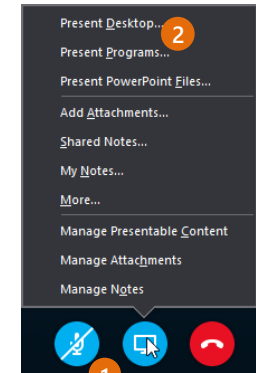 Present Desktop...
2
Present Programs...
Present PowerPoint Files...
Add Attachments...
Shared Notes...
My Notes...
More...
Manage Presentable Content
Manage Attachments
Manage Notes
1